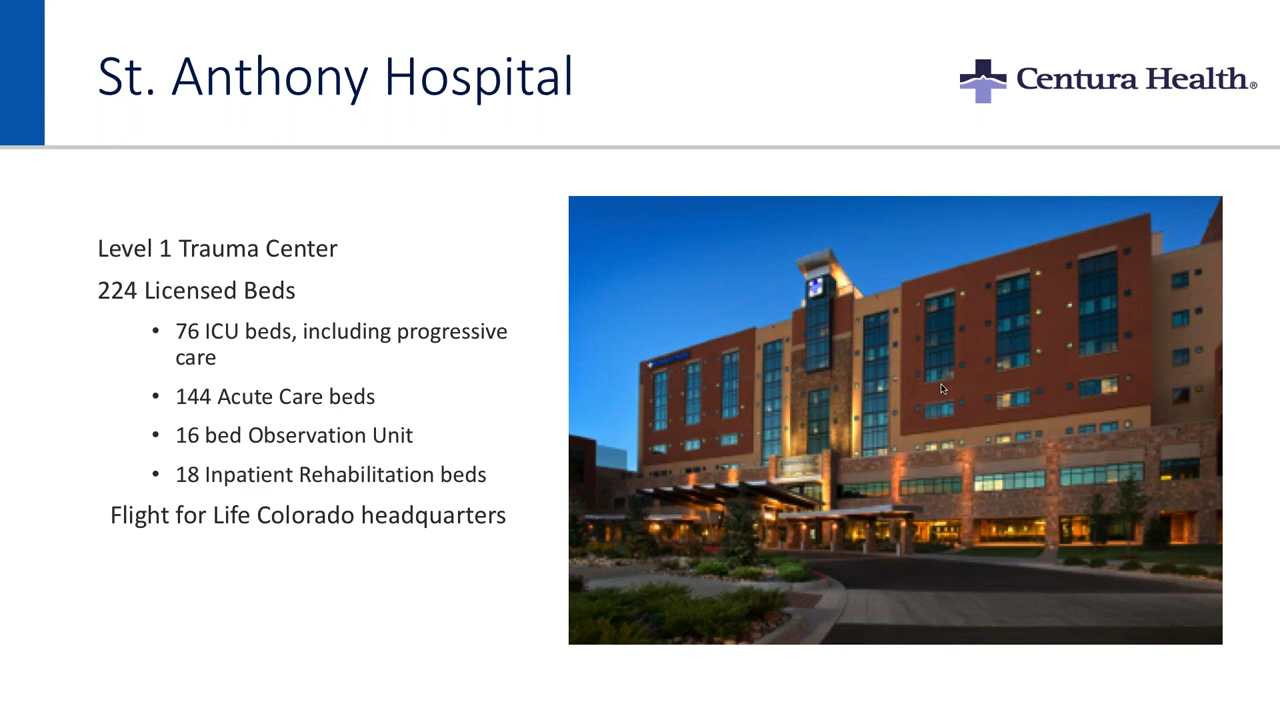 St. Anthony Hospital
Centura Health®
Level 1 Trauma Center
224 Licensed Beds
• 76 ICU beds, including progressive
care
• 144 Acute Care beds
• 16 bed Observation Unit
• 18 Inpatient Rehabilitation beds
Flight for Life Colorado headquarters